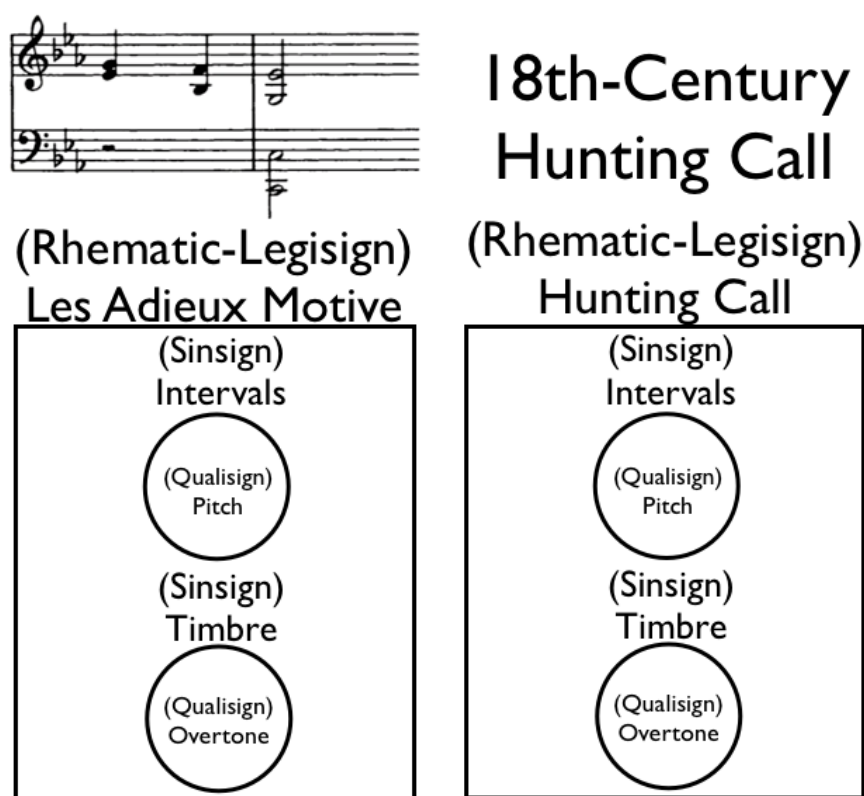 18th-Century
Hunting Call
(Rhematic-Legisign)
Les Adieux Motive
(Sinsign)
Intervals
(Qualisign)
Pitch
(Sinsign)
Timbre
(Qualisign)
Overtone
(Rhematic-Legisign)
Hunting Call
(Sinsign)
Intervals
(Qualisign)
Pitch
(Sinsign)
Timbre
(Qualisign)
Overtone